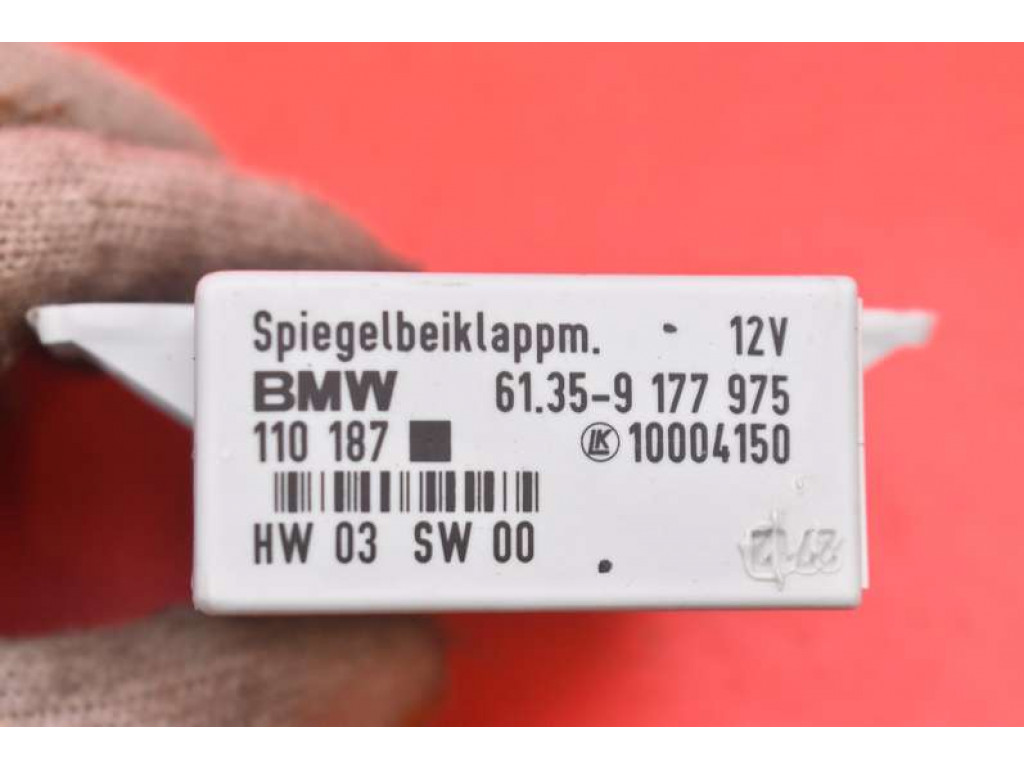 Spiegelbeiklappm. 12V
BMW 61.35-9 177 975
110 187 LK 10004150
HW 03 SW 00